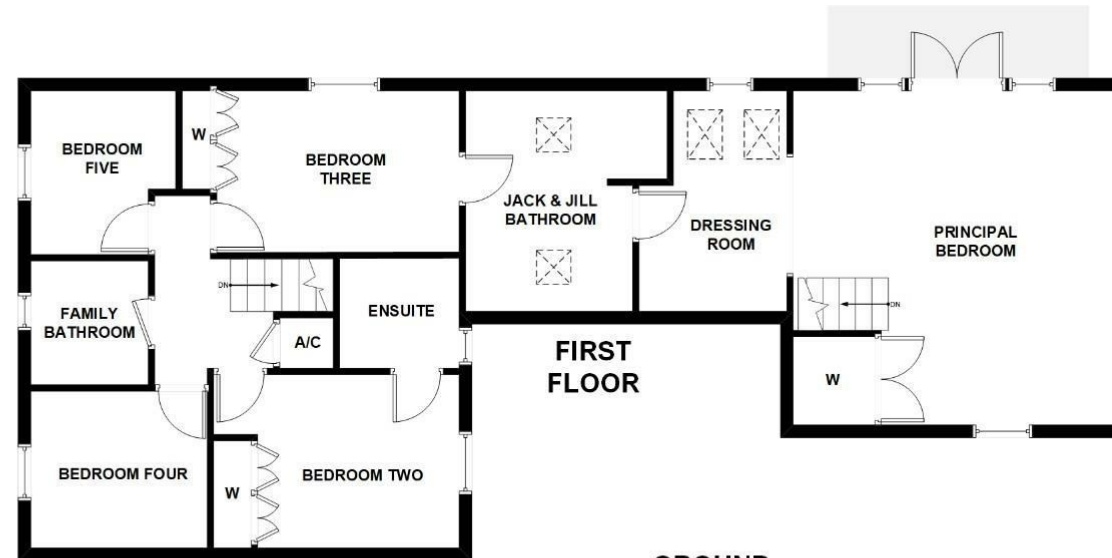 BEDROOM
FIVE
W
BEDROOM
THREE
JACK & JILL
BATHROOM
DRESSING
ROOM
PRINCIPAL
BEDROOM
DN
DN
FAMILY
BATHROOM
ENSUITE
A/C
FIRST
FLOOR
W
BEDROOM FOUR
W
BEDROOM TWO
GROUND